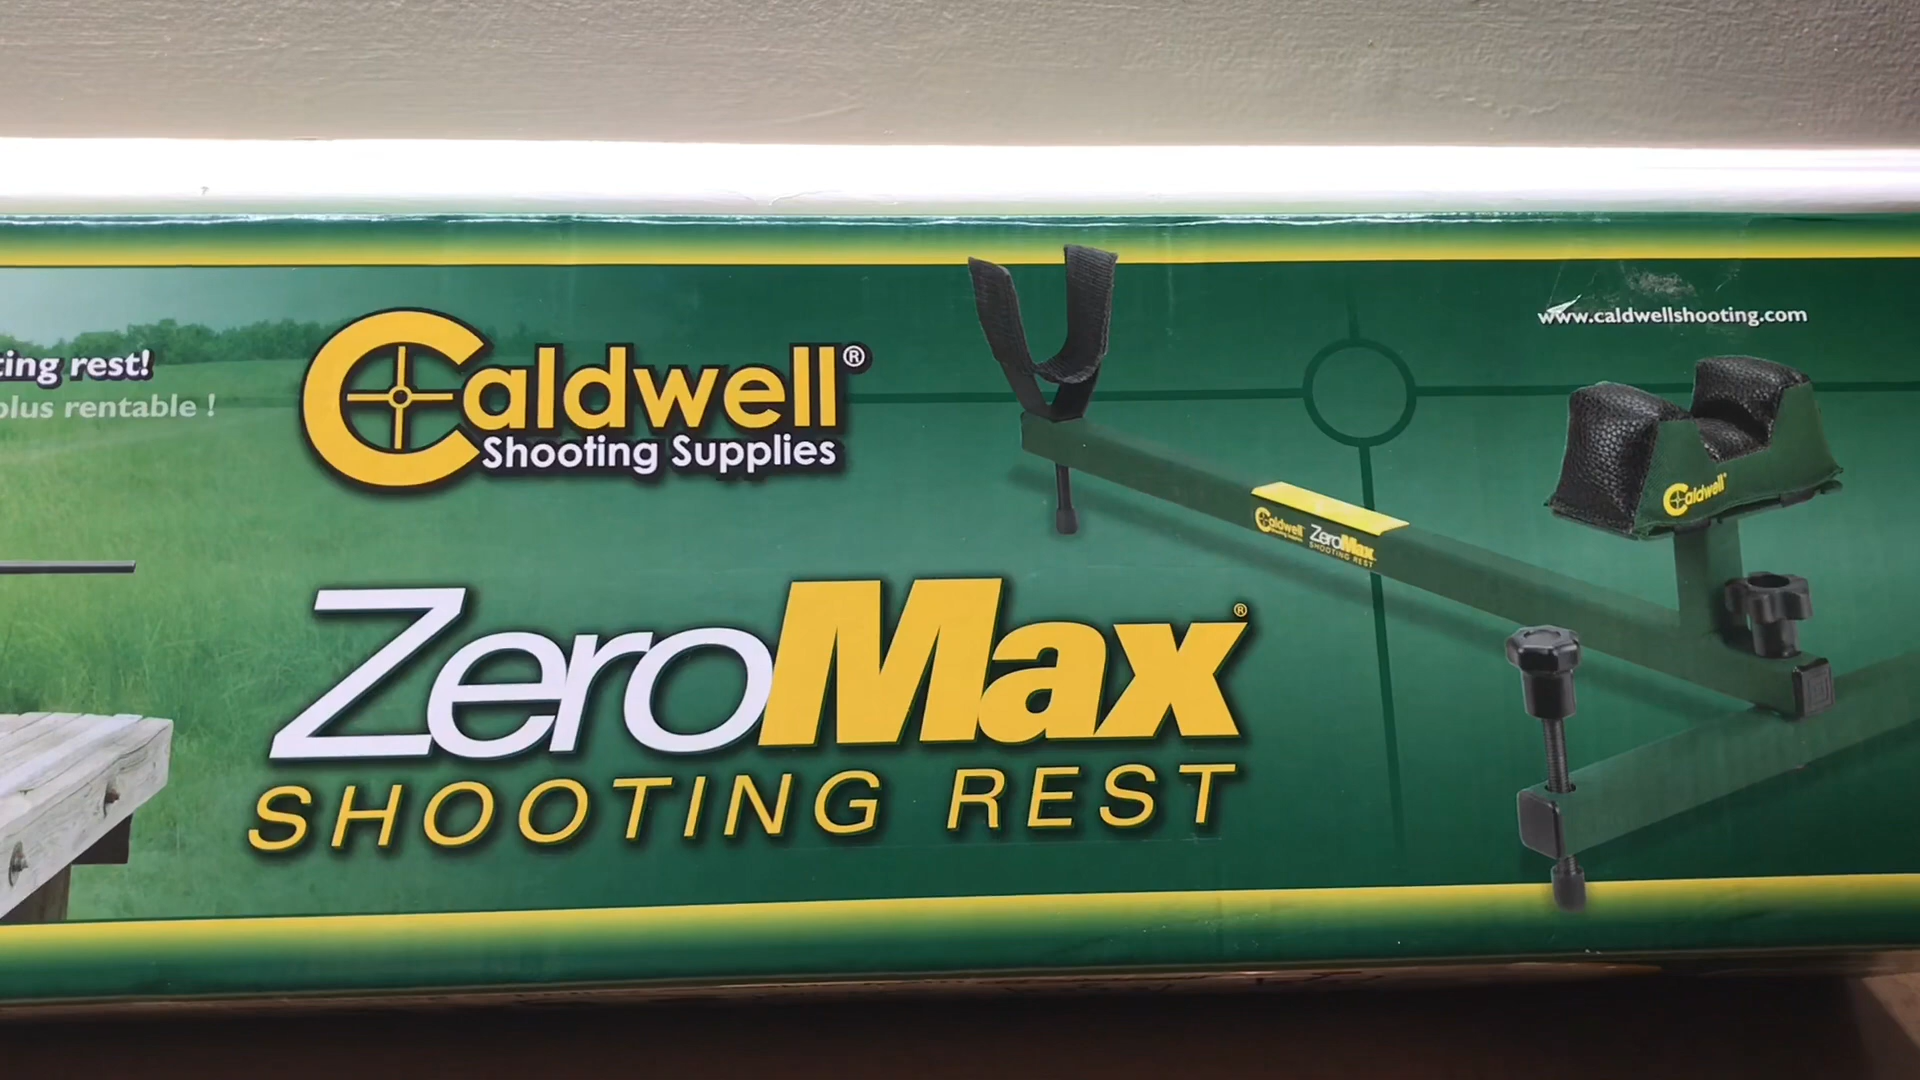 ting rest!
plus rentable !
Caldwell®
Shooting Supplies
ZeroMax®
SHOOTING REST
www.caldwellshooting.com
Caldwell
Shooting Supplies
ZeroMax
SHOOTING REST
Caldwell